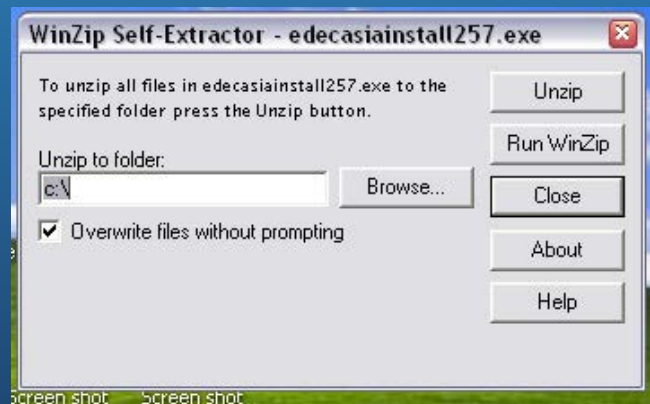 WinZip Self-Extractor - edecasiainstall257.exe
To unzip all files in edecasiainstall257.exe to the
specified folder press the Unzip button.
Unzip to folder:
c:\
Browse...
Overwrite files without prompting
Unzip
Run WinZip
Close
About
Help
Screen shot Screen shot